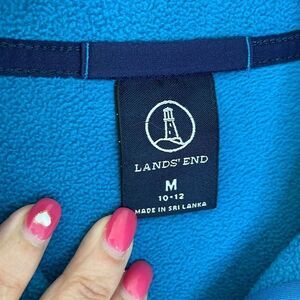 LANDS' END
M
10-12
MADE IN SRI LANKA